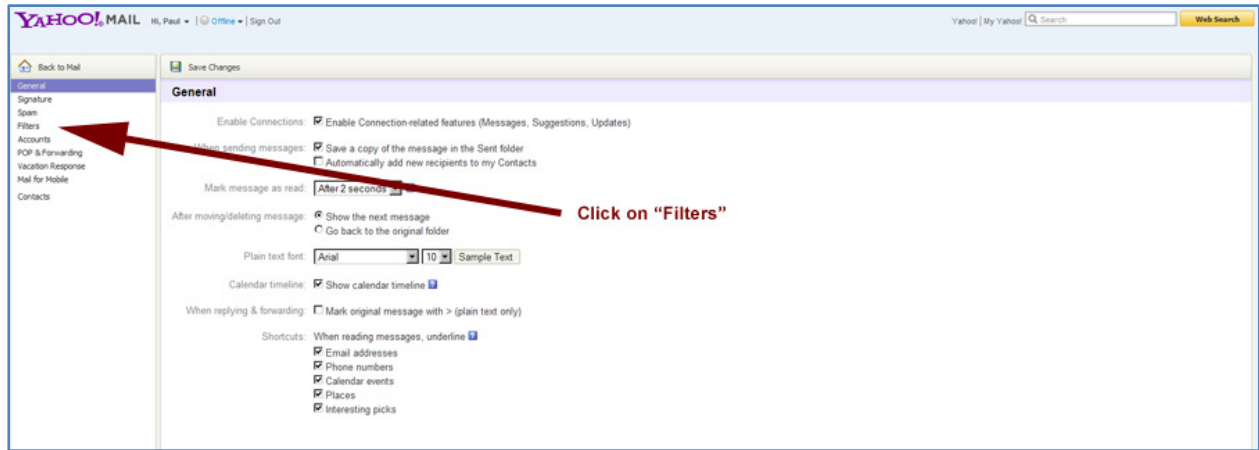 YAHOO! MAIL Hi, Paul Offline Sign Out Yahoo! My Yahoo! Search Web Search
Back to Mail
General
Signature
Spam
Filters
Accounts
POP & Forwarding
Vacation Response
Mail for Mobile
Contacts
Save Changes
General
Enable Connections: Enable Connection-related features (Messages, Suggestions, Updates)
When sending messages: Save a copy of the message in the Sent folder
Automatically add new recipients to my Contacts
Mark message as read: After 2 seconds
After moving/deleting message: Show the next message
Go back to the original folder
Click on “Filters”
Plain text font: Arial 10 Sample Text
Calendar timeline: Show calendar timeline ?
When replying & forwarding: Mark original message with > (plain text only)
Shortcuts: When reading messages, underline ?
Email addresses
Phone numbers
Calendar events
Places
Interesting picks